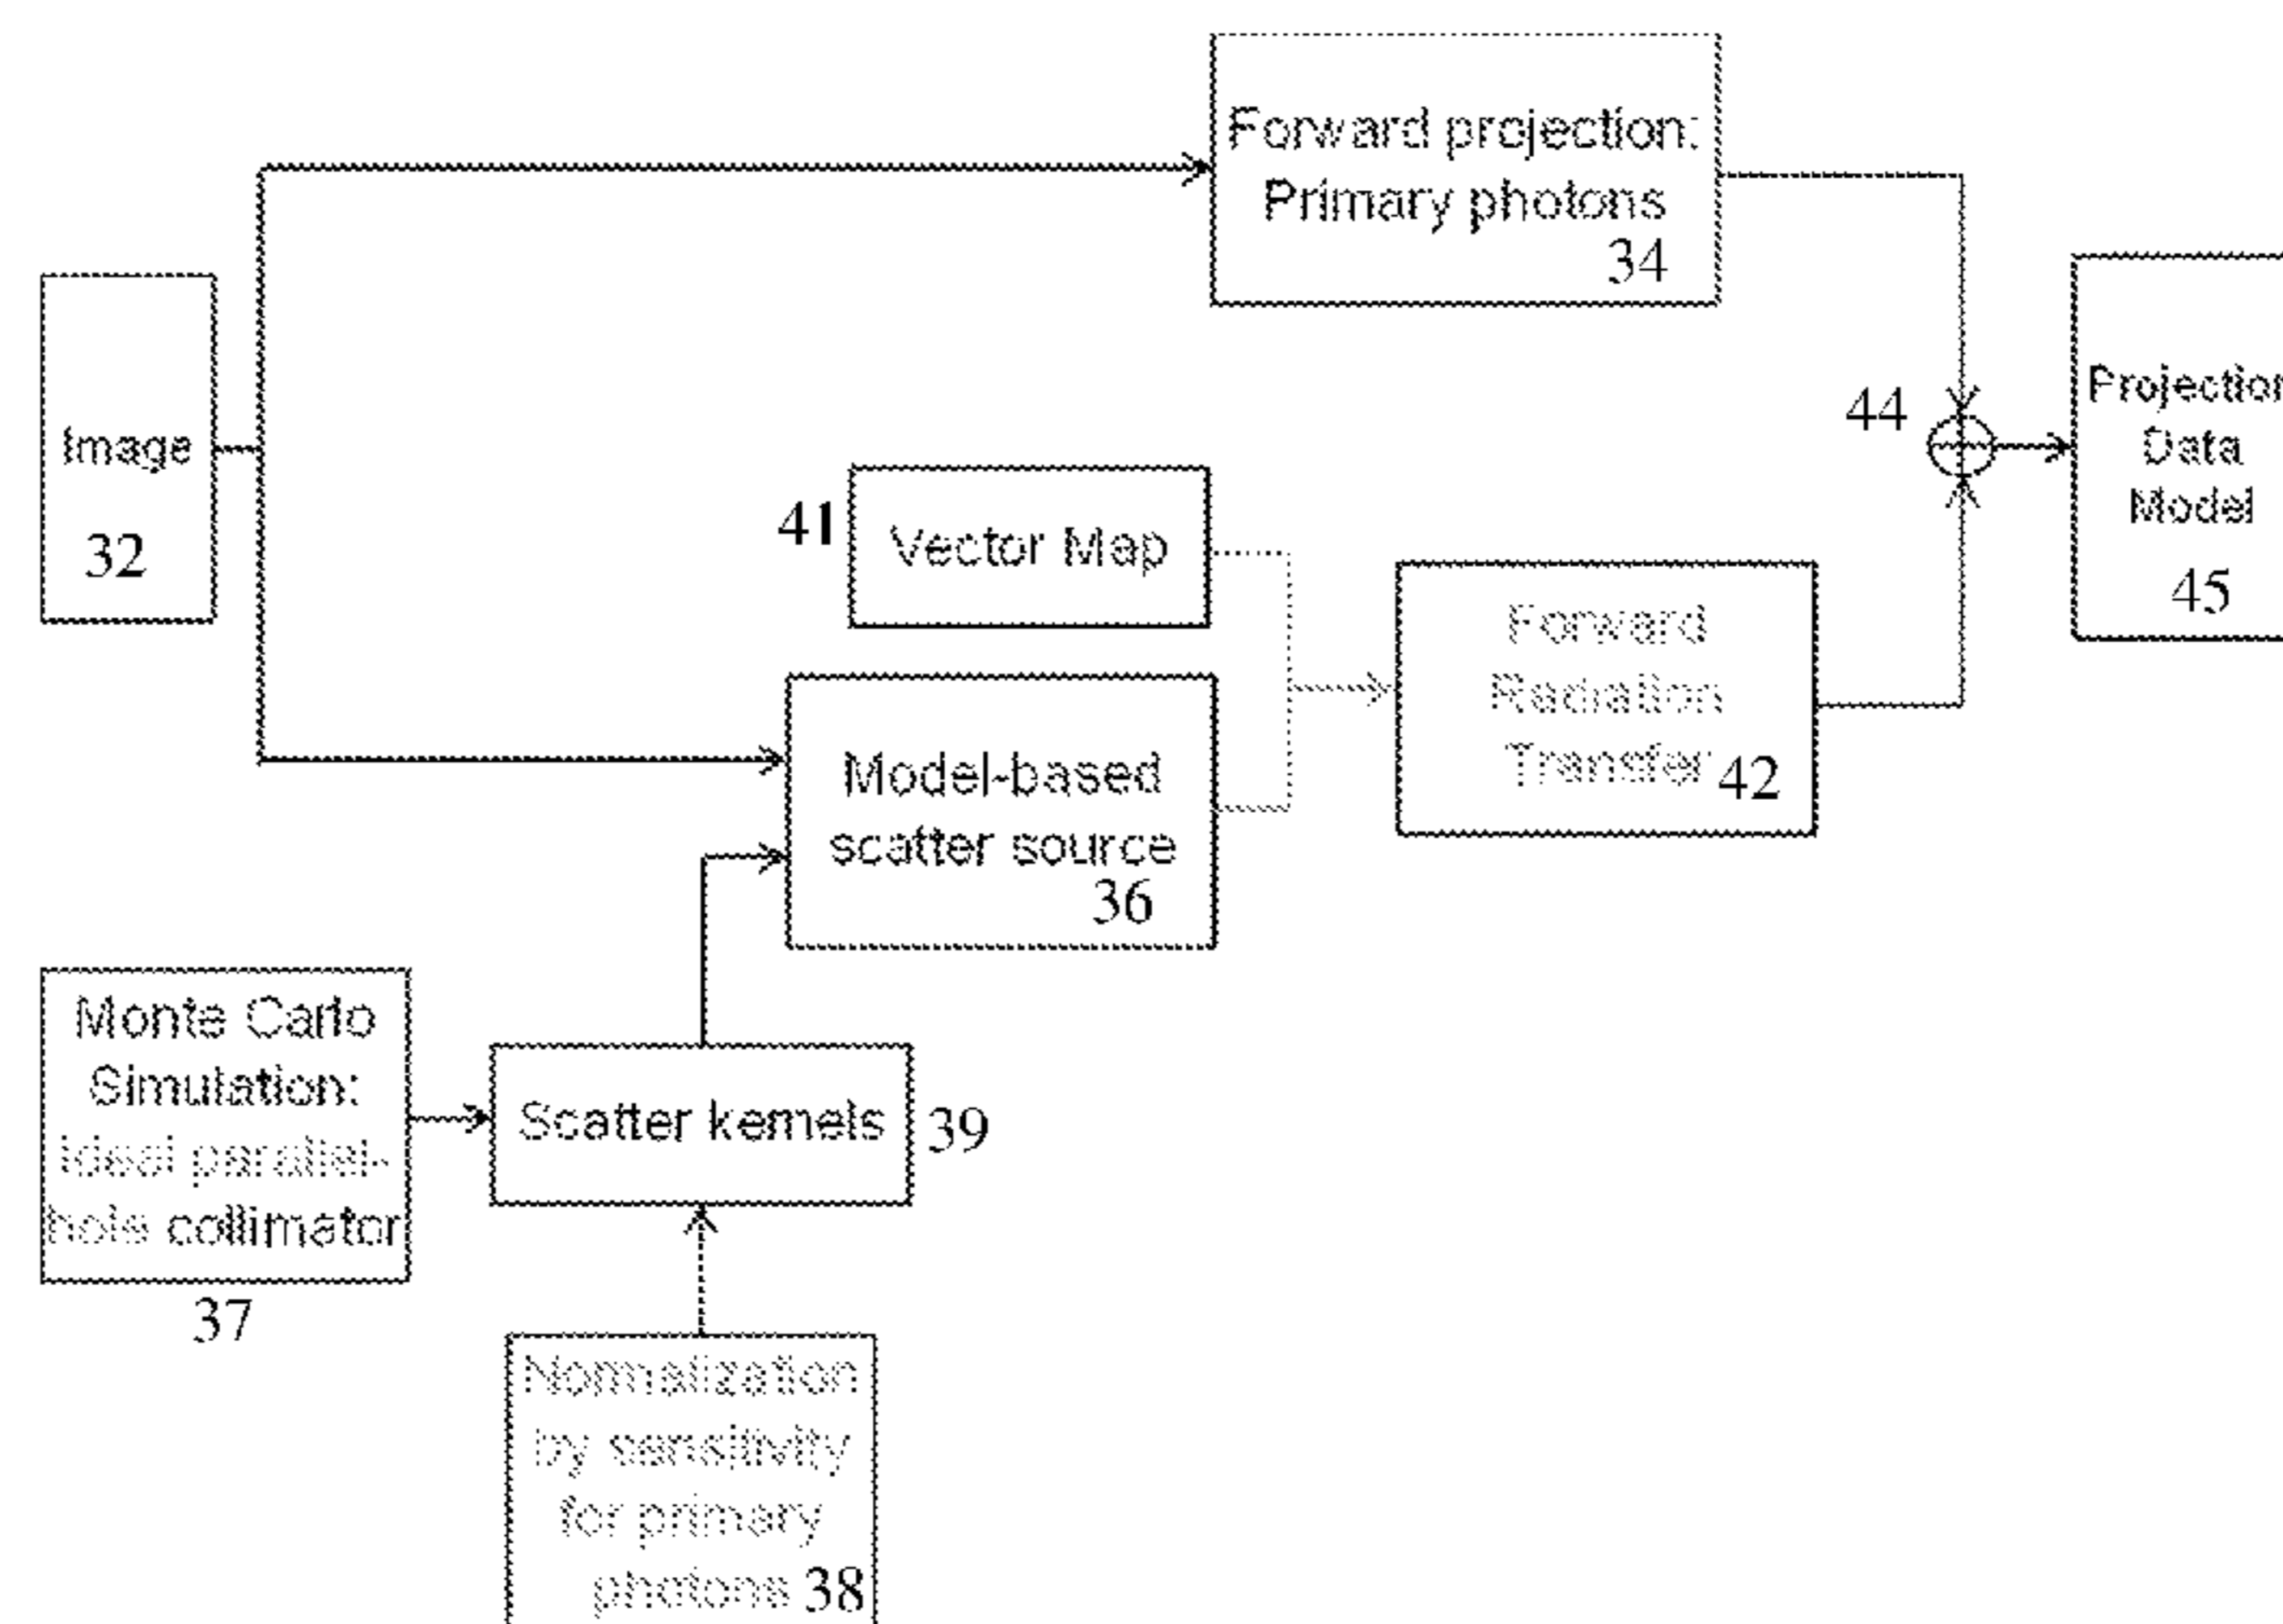 Forward projection:
Primary photons
34
Image
32
44
Projection
Data
Model
45
41
Vector Map
Forward
Radiation
Transfer 42
Model-based
scatter source
36
Monte Carlo
Simulation:
ideal parallel-
hole collimator
37
Scatter kernels
39
Normalization
by sensitivity
for primary
photons 38